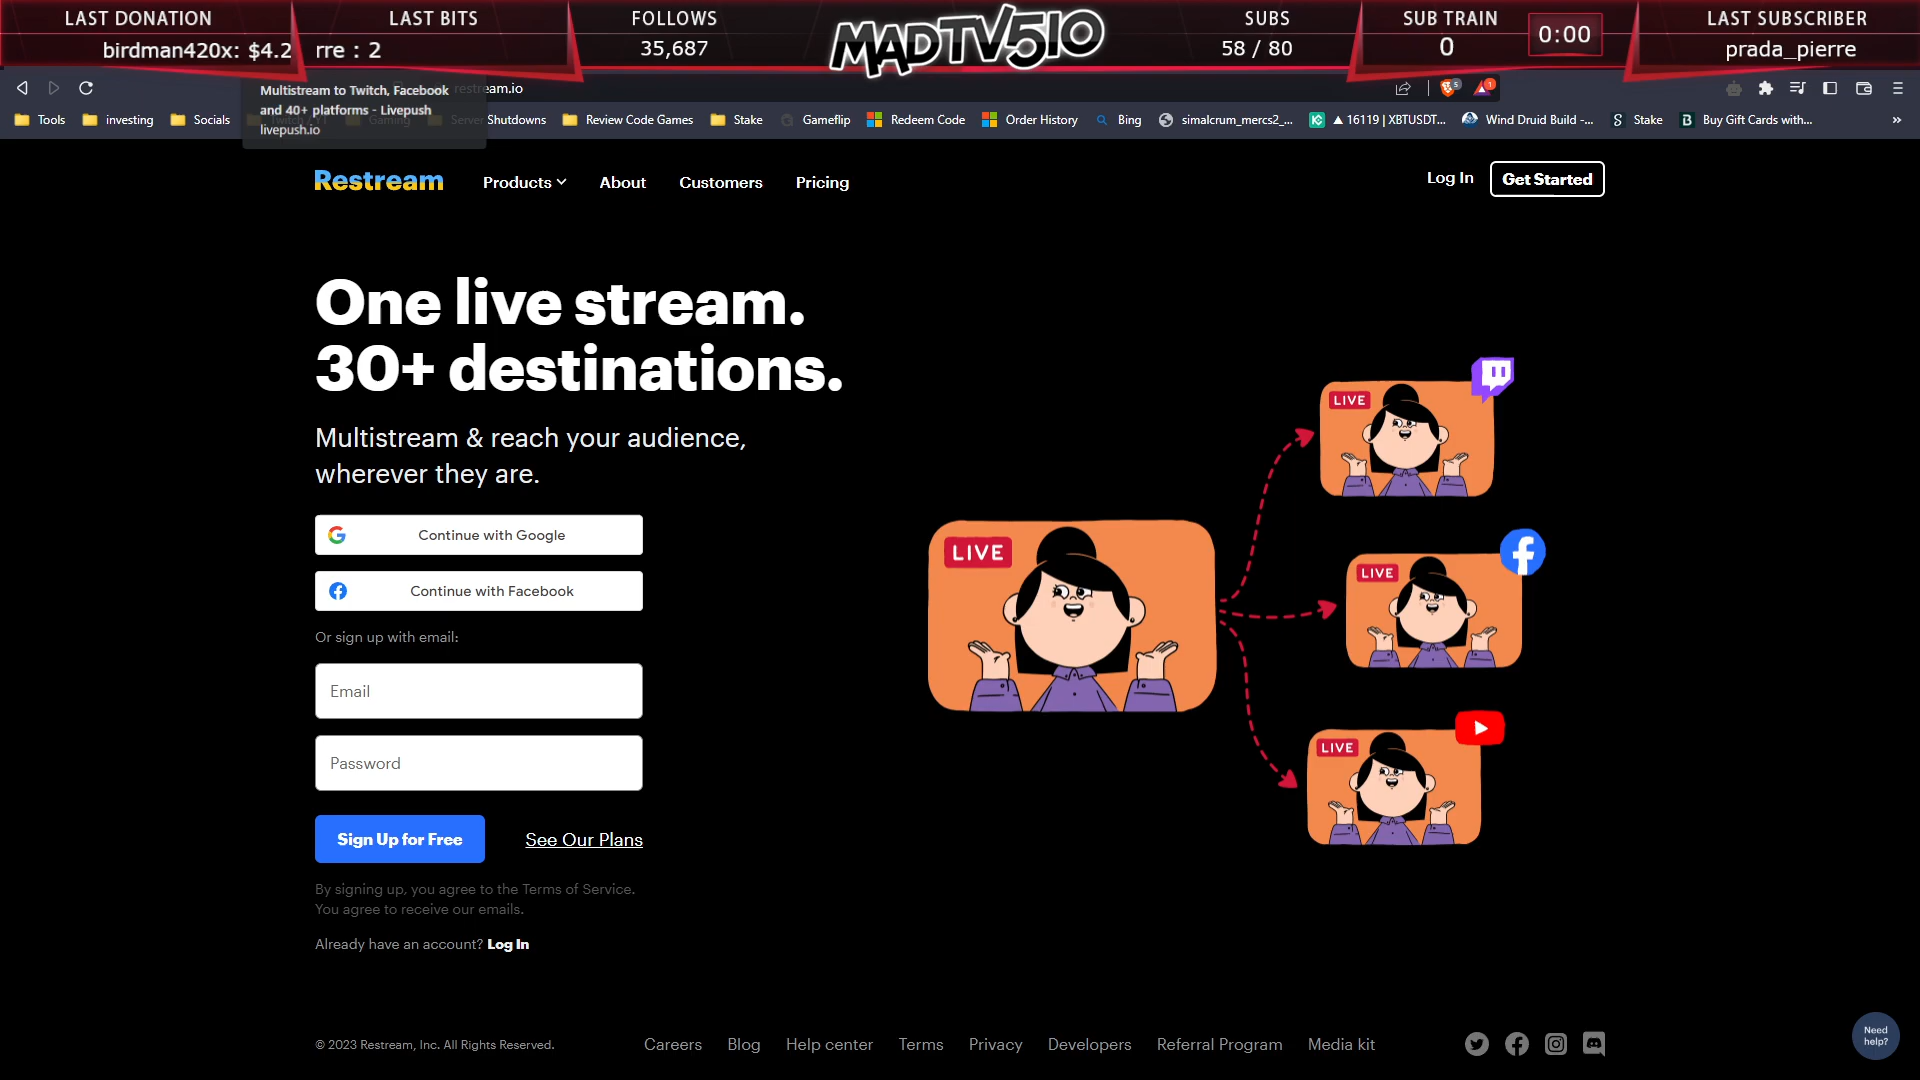 LAST DONATION
birdman420x: $4.2
LAST BITS
rre : 2
FOLLOWS
35,687
MADTV510
SUBS
58 / 80
SUB TRAIN
0
0:00
LAST SUBSCRIBER
prada_pierre
restream.io
5
1
Multistream to Twitch, Facebook
and 40+ platforms - Livepush
livepush.io
Tools
investing
Socials
Gaming
Server Shutdowns
Review Code Games
Stake
Gameflip
Redeem Code
Order History
Bing
simalcrum_mercs2_...
▲ 16119 | XBTUSDT...
Wind Druid Build -...
Stake
Buy Gift Cards with...
»
Restream
Products
About
Customers
Pricing
Log In
Get Started
One live stream.
30+ destinations.
Multistream & reach your audience,
wherever they are.
Continue with Google
Continue with Facebook
Or sign up with email:
Email
Password
Sign Up for Free
See Our Plans
By signing up, you agree to the Terms of Service.
You agree to receive our emails.
Already have an account? Log In
LIVE
LIVE
LIVE
LIVE
© 2023 Restream, Inc. All Rights Reserved.
Careers
Blog
Help center
Terms
Privacy
Developers
Referral Program
Media kit
Need
help?